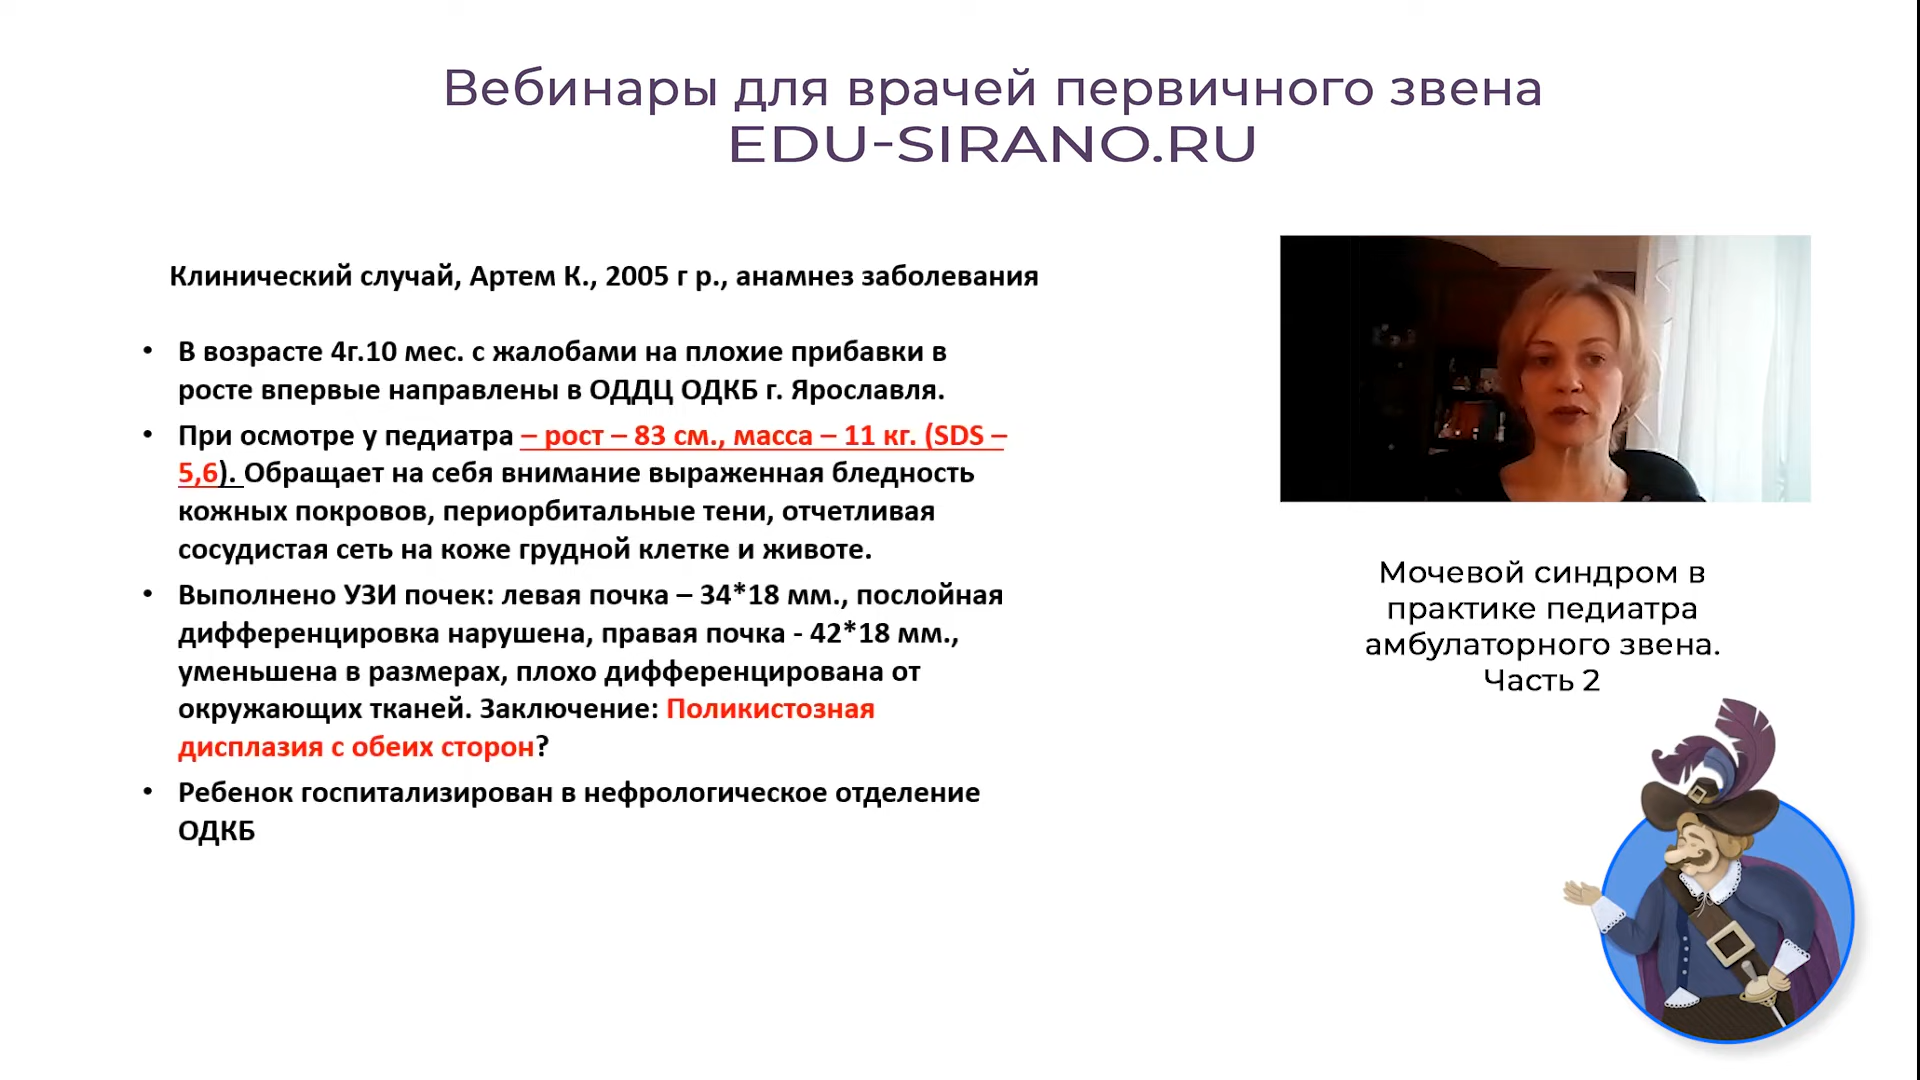 Вебинары для врачей первичного звена
EDU-SIRANO.RU
Клинический случай, Артем К., 2005 г р., анамнез заболевания
• В возрасте 4г.10 мес. с жалобами на плохие прибавки в
росте впервые направлены в ОДДЦ ОДКБ г. Ярославля.
• При осмотре у педиатра – рост – 83 см., масса – 11 кг. (SDS –
5,6). Обращает на себя внимание выраженная бледность
кожных покровов, периорбитальные тени, отчетливая
сосудистая сеть на коже грудной клетке и животе.
• Выполнено УЗИ почек: левая почка – 34*18 мм., послойная
дифференцировка нарушена, правая почка - 42*18 мм.,
уменьшена в размерах, плохо дифференцирована от
окружающих тканей. Заключение: Поликистозная
дисплазия с обеих сторон?
• Ребенок госпитализирован в нефрологическое отделение
ОДКБ
Мочевой синдром в
практике педиатра
амбулаторного звена.
Часть 2